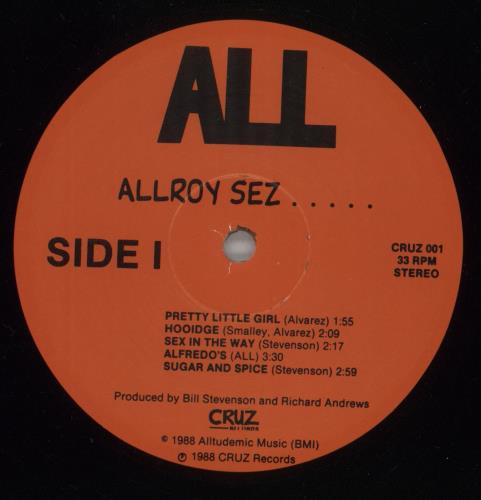 ALL
ALLROY SEZ . . . . .
SIDE I
CRUZ 001
33 RPM
STEREO
PRETTY LITTLE GIRL (Alvarez) 1:55
HOOIDGE (Smalley, Alvarez) 2:09
SEX IN THE WAY (Stevenson) 2:17
ALFREDO'S (ALL) 3:30
SUGAR AND SPICE (Stevenson) 2:59
Produced by Bill Stevenson and Richard Andrews
CRUZ
RECORDS
© 1988 Alltudemic Music (BMI)
℗ 1988 CRUZ Records